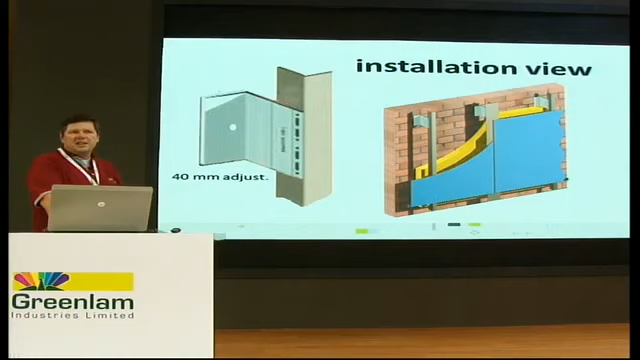 installation view
40 mm adjust.
Greenlam
Industries Limited